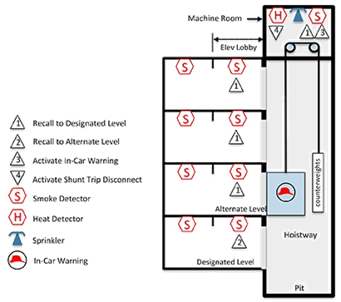 Machine Room
H
S
4
1
3
Elev Lobby
S
S
1
S
S
1
S
S
1
Alternate Level
S
S
2
Designated Level
counterweights
Hoistway
Pit
1 Recall to Designated Level
2 Recall to Alternate Level
3 Activate In-Car Warning
4 Activate Shunt Trip Disconnect
S Smoke Detector
H Heat Detector
Sprinkler
In-Car Warning